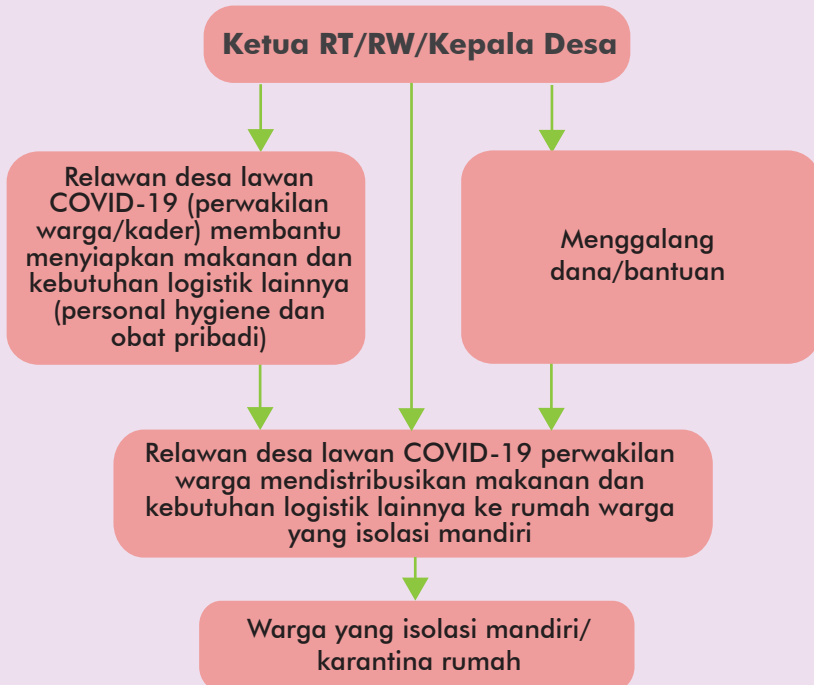 Ketua RT/RW/Kepala Desa
Relawan desa lawan
COVID-19 (perwakilan
warga/kader) membantu
menyiapkan makanan dan
kebutuhan logistik lainnya
(personal hygiene dan
obat pribadi)
Menggalang
dana/bantuan
Relawan desa lawan COVID-19 perwakilan
warga mendistribusikan makanan dan
kebutuhan logistik lainnya ke rumah warga
yang isolasi mandiri
Warga yang isolasi mandiri/
karantina rumah